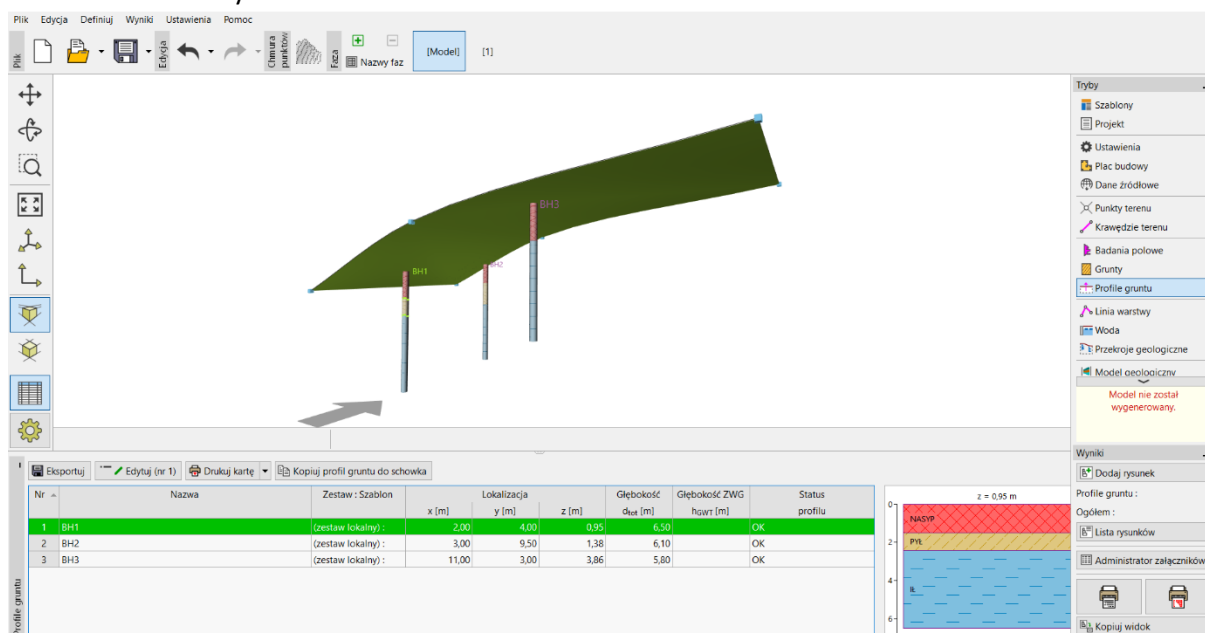 Plik Edycja Definiuj Wyniki Ustawienia Pomoc
Plik
Edycja
Chmura punktów
Faza
Nazwy faz
[Model] [1]
BH1
BH2
BH3
Tryby
Szablony
Projekt
Ustawienia
Plac budowy
Dane źródłowe
Punkty terenu
Krawędzie terenu
Badania polowe
Grunty
Profile gruntu
Linia warstwy
Woda
Przekroje geologiczne
Model geologiczny
Model nie został
wygenerowany.
Wyniki
Dodaj rysunek
Profile gruntu :
Ogółem :
Lista rysunków
Administrator załączników
Kopiuj widok
Profile gruntu
Eksportuj Edytuj (nr 1) Drukuj kartę Kopiuj profil gruntu do schowka
Nr Nazwa Zestaw : Szablon Lokalizacja Głębokość Głębokość ZWG Status
x [m] y [m] z [m] dtot [m] hGWT [m] profilu
1 BH1 (zestaw lokalny) : 2,00 4,00 0,95 6,50 OK
2 BH2 (zestaw lokalny) : 3,00 9,50 1,38 6,10 OK
3 BH3 (zestaw lokalny) : 11,00 3,00 3,86 5,80 OK
z = 0,95 m
0
NASYP
2
PYŁ
4
IŁ
6